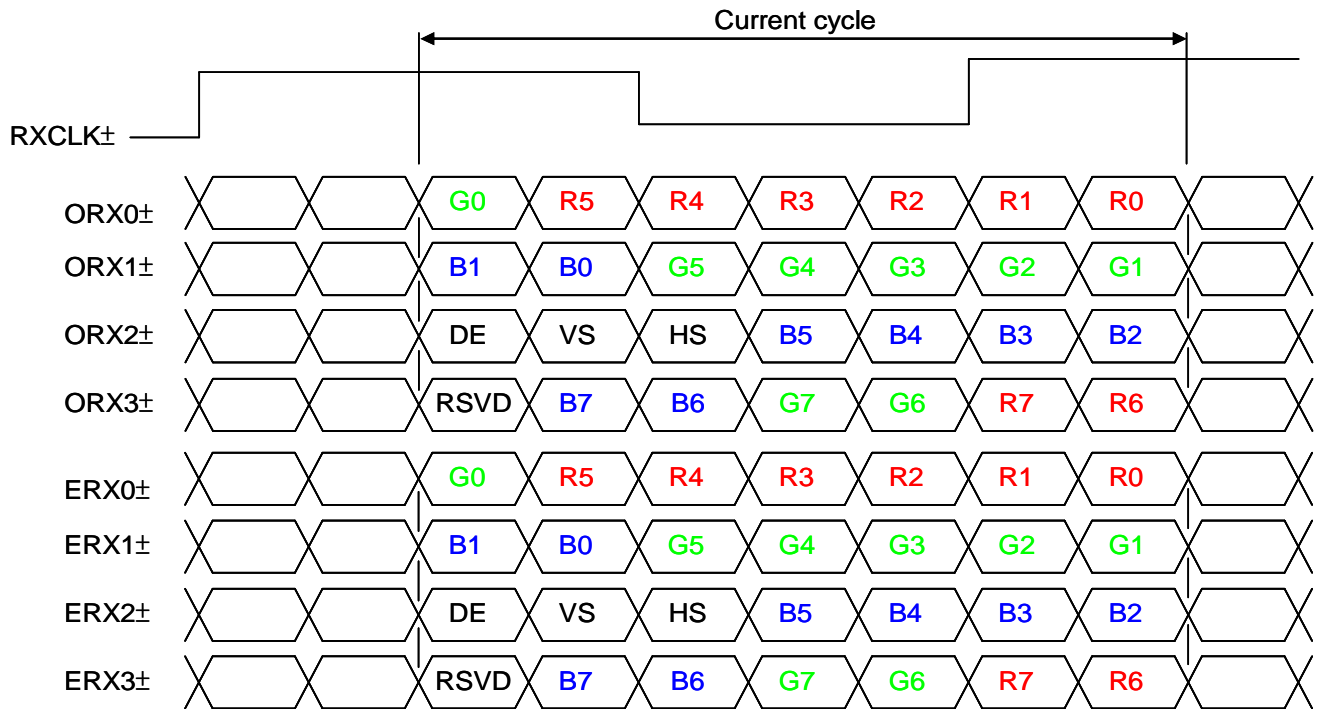 Current cycle
RXCLK±
ORX0± G0 R5 R4 R3 R2 R1 R0
ORX1± B1 B0 G5 G4 G3 G2 G1
ORX2± DE VS HS B5 B4 B3 B2
ORX3± RSVD B7 B6 G7 G6 R7 R6
ERX0± G0 R5 R4 R3 R2 R1 R0
ERX1± B1 B0 G5 G4 G3 G2 G1
ERX2± DE VS HS B5 B4 B3 B2
ERX3± RSVD B7 B6 G7 G6 R7 R6